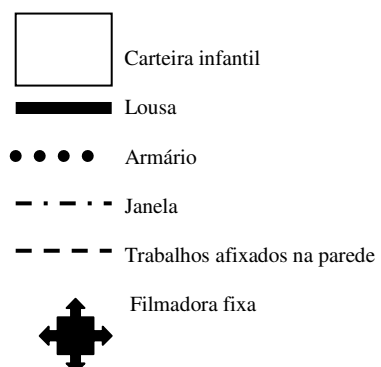 Carteira infantil
Lousa
Armário
Janela
Trabalhos afixados na parede
Filmadora fixa